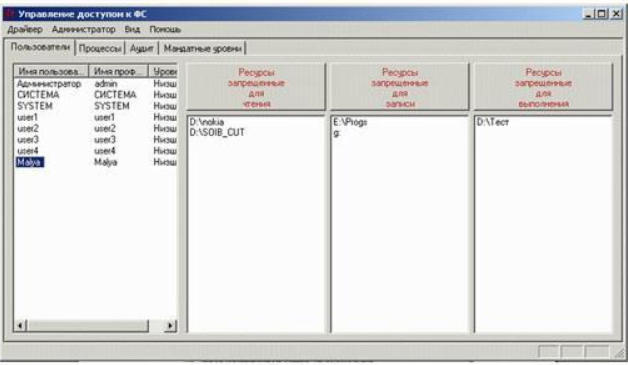 Управление доступом к ФС
Драйвер Администратор Вид Помощь
Пользователи Процессы Аудит Мандатные уровни
Имя пользова... Имя проф... Уровн
Администратор admin Низш
СИСТЕМА СИСТЕМА Низш
SYSTEM SYSTEM Низш
user1 user1 Низш
user2 user2 Низш
user3 user3 Низш
user4 user4 Низш
Malya Malya Низш
Ресурсы
запрещенные
для
чтения
D:\nokia
D:\SOIB_CUT
Ресурсы
запрещенные
для
записи
E:\Progs
g:
Ресурсы
запрещенные
для
выполнения
D:\Тест